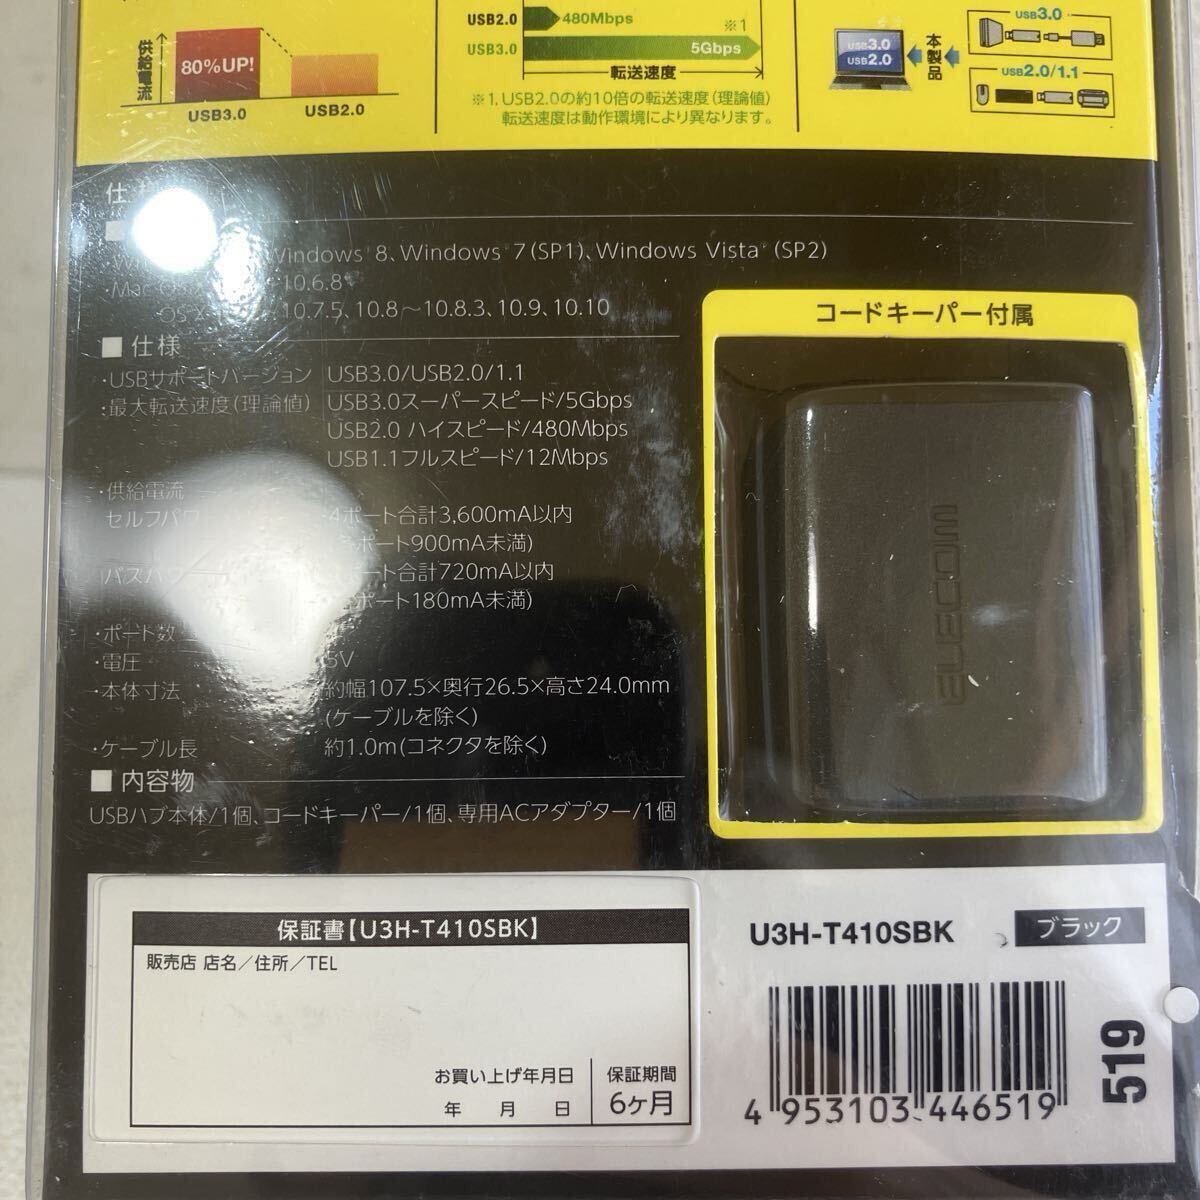 供給電流
80%UP!
USB3.0
USB2.0
USB2.0
480Mbps
※1
USB3.0
5Gbps
転送速度
※1.USB2.0の約10倍の転送速度(理論値)
転送速度は動作環境により異なります。
USB3.0
USB2.0
本製品
USB3.0
USB2.0/1.1
仕
Windows 8、Windows 7(SP1)、Windows Vista (SP2)
10.6.8
10.7.5、10.8～10.8.3、10.9、10.10
■仕様
・USBサポートバージョン USB3.0/USB2.0/1.1
・最大転送速度(理論値) USB3.0スーパースピード/5Gbps
USB2.0 ハイスピード/480Mbps
USB1.1フルスピード/12Mbps
・供給電流
セルフパワ 4ポート合計3,600mA以内
ポート900mA未満)
バスパワ ート合計720mA以内
ポート180mA未満)
・ポート数
・電圧 5V
・本体寸法 約幅107.5×奥行26.5×高さ24.0mm
(ケーブルを除く)
・ケーブル長 約1.0m(コネクタを除く)
■内容物
USBハブ本体/1個、コードキーパー/1個、専用ACアダプター/1個
コードキーパー付属
ELECOM
保証書【U3H-T410SBK】
販売店 店名／住所／TEL
お買い上げ年月日
年 月 日
保証期間
6ヶ月
U3H-T410SBK
ブラック
4 953103 446519
519